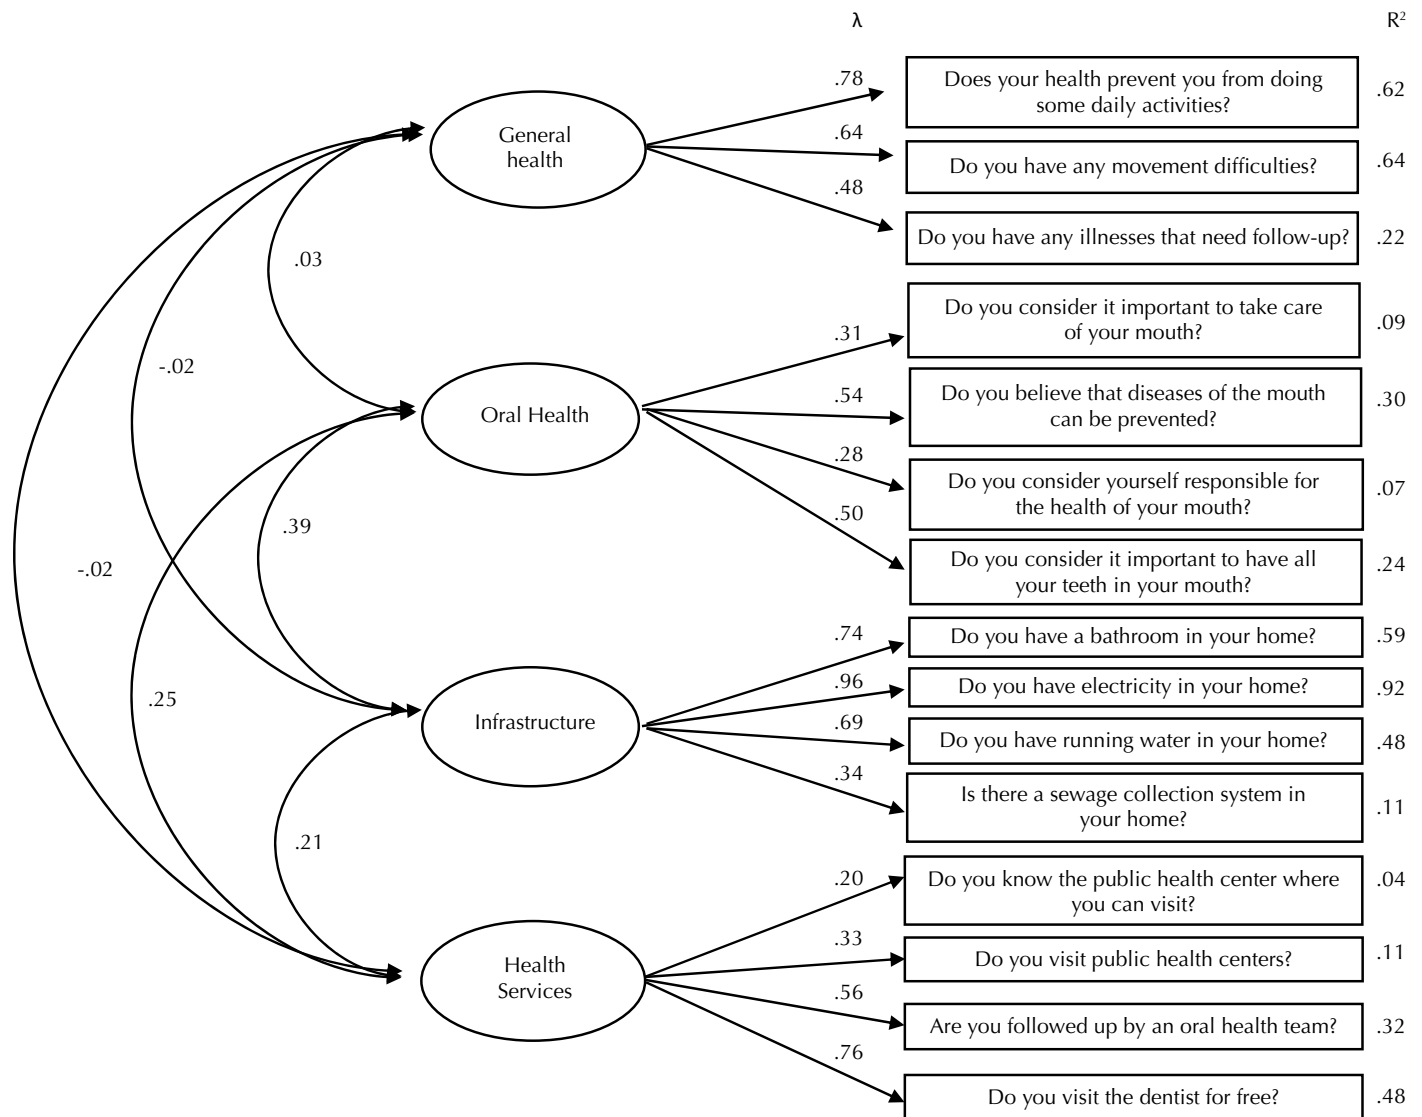 λ
R²
.78
Does your health prevent you from doing
some daily activities?
.62
General
health
.64
Do you have any movement difficulties?
.64
.48
Do you have any illnesses that need follow-up?
.22
.03
.31
Do you consider it important to take care
of your mouth?
.09
-.02
Oral Health
.54
Do you believe that diseases of the mouth
can be prevented?
.30
.28
Do you consider yourself responsible for
the health of your mouth?
.07
.39
.50
Do you consider it important to have all
your teeth in your mouth?
.24
-.02
.74
Do you have a bathroom in your home?
.59
.96
Do you have electricity in your home?
.92
.25
Infrastructure
.69
Do you have running water in your home?
.48
.34
Is there a sewage collection system in
your home?
.11
.21
.20
Do you know the public health center where
you can visit?
.04
.33
Do you visit public health centers?
.11
Health
Services
.56
Are you followed up by an oral health team?
.32
.76
Do you visit the dentist for free?
.48